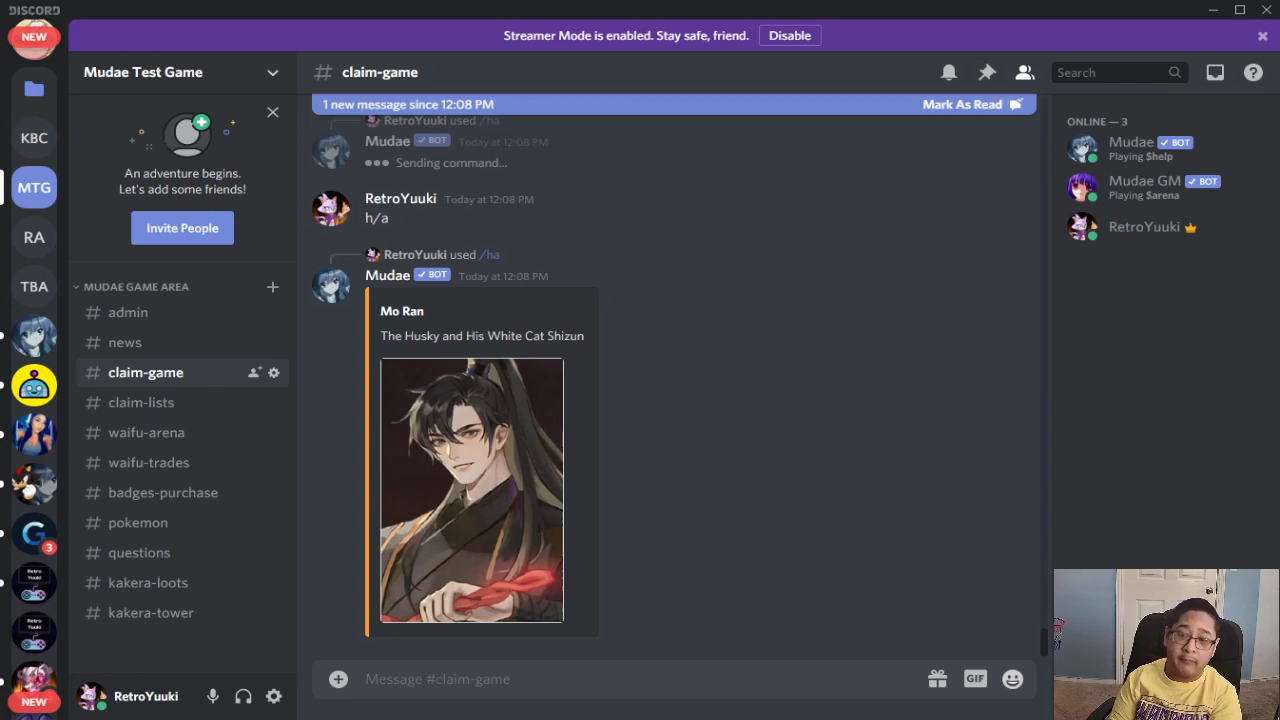 DISCORD
Streamer Mode is enabled. Stay safe, friend.
Disable
NEW
KBC
MTG
RA
TBA
3
Retro
Yuuki
Retro
Yuuki
NEW
Mudae Test Game
An adventure begins.
Let's add some friends!
Invite People
MUDAE GAME AREA
# admin
# news
# claim-game
# claim-lists
# waifu-arena
# waifu-trades
# badges-purchase
# pokemon
# questions
# kakera-loots
# kakera-tower
RetroYuuki
# claim-game
Search
1 new message since 12:08 PM
Mark As Read
RetroYuuki used /ha
Mudae BOT Today at 12:08 PM
Sending command...
RetroYuuki Today at 12:08 PM
h/a
RetroYuuki used /ha
Mudae BOT Today at 12:08 PM
Mo Ran
The Husky and His White Cat Shizun
Message #claim-game
GIF
ONLINE — 3
Mudae BOT
Playing $help
Mudae GM BOT
Playing $arena
RetroYuuki